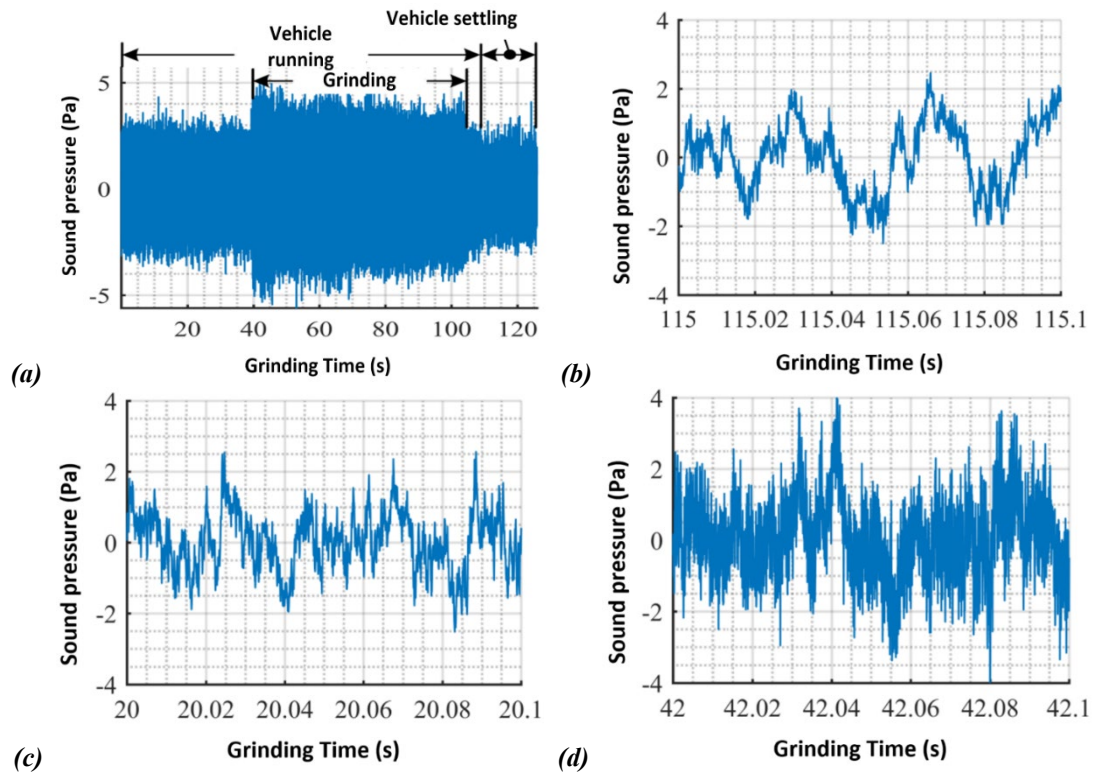 Vehicle running
Vehicle settling
Grinding
Sound pressure (Pa)
5
0
-5
20 40 60 80 100 120
Grinding Time (s)
(a)
Sound pressure (Pa)
4
2
0
-2
-4
115 115.02 115.04 115.06 115.08 115.1
Grinding Time (s)
(b)
Sound pressure (Pa)
4
2
0
-2
-4
20 20.02 20.04 20.06 20.08 20.1
Grinding Time (s)
(c)
Sound pressure (Pa)
4
2
0
-2
-4
42 42.02 42.04 42.06 42.08 42.1
Grinding Time (s)
(d)